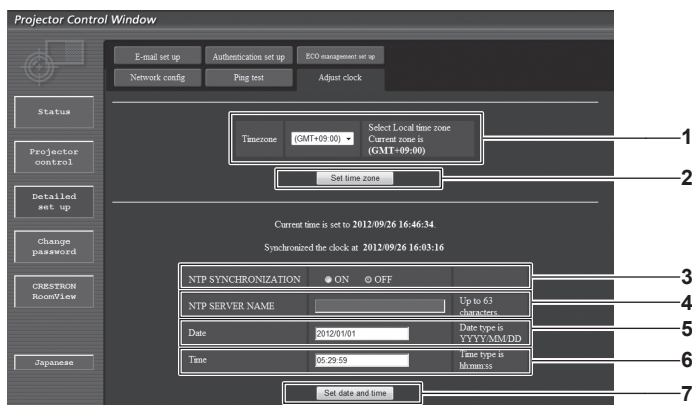 Projector Control Window
E-mail set up
Authentication set up
ECO management set up
Network config
Ping test
Adjust clock
Status
Projector
control
Detailed
set up
Change
password
CRESTRON
RoomView
Japanese
Timezone
(GMT+09:00)
Select Local time zone
Current zone is
(GMT+09:00)
1
Set time zone
2
Current time is set to 2012/09/26 16:46:34.
Synchronized the clock at 2012/09/26 16:03:16
NTP SYNCHRONIZATION
ON
OFF
3
NTP SERVER NAME
Up to 63
characters.
4
Date
2012/01/01
Date type is
YYYY/MM/DD
5
Time
05:29:59
Time type is
hh:mm:ss
6
Set date and time
7